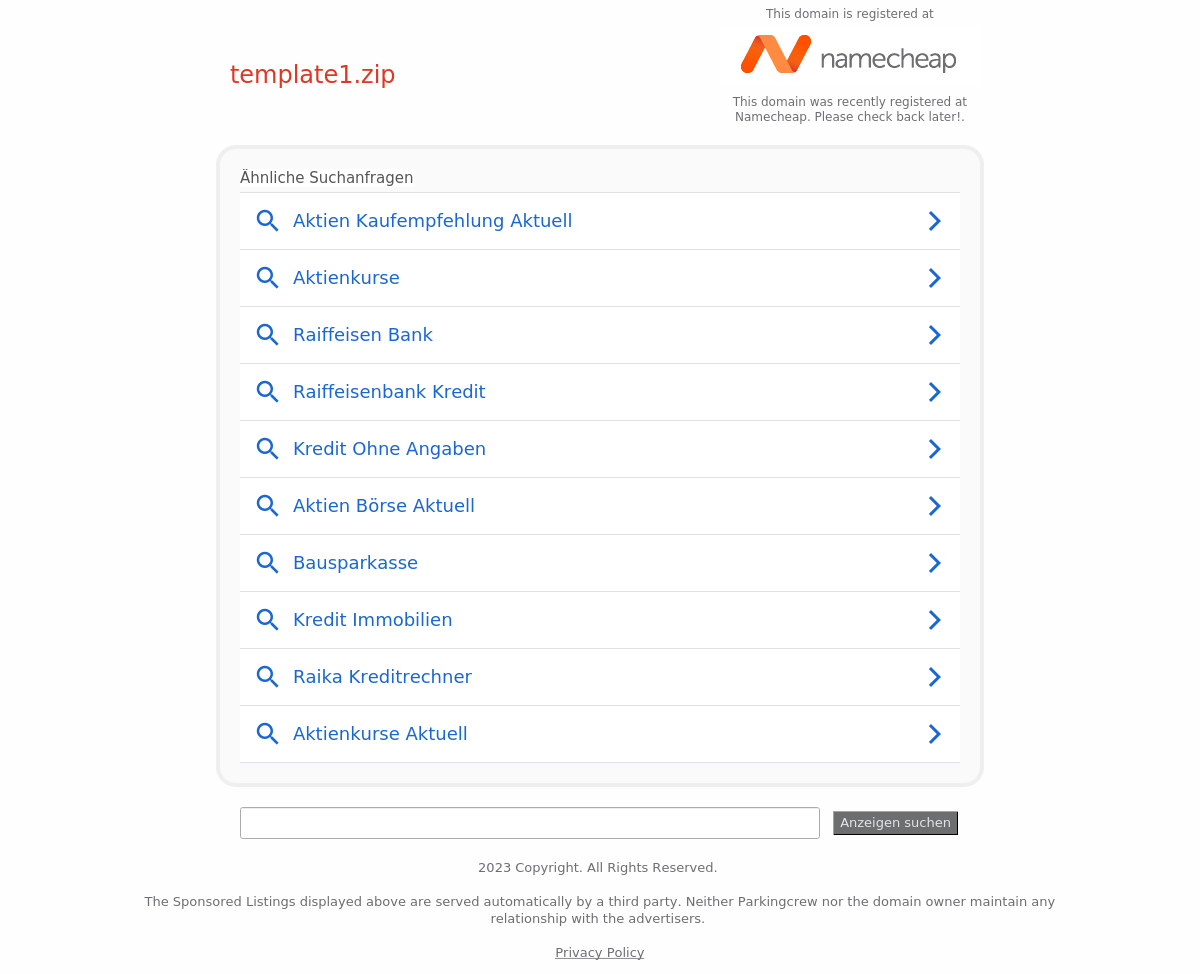 This domain is registered at
namecheap
template1.zip
This domain was recently registered at
Namecheap. Please check back later!.
Ähnliche Suchanfragen
Aktien Kaufempfehlung Aktuell
Aktienkurse
Raiffeisen Bank
Raiffeisenbank Kredit
Kredit Ohne Angaben
Aktien Börse Aktuell
Bausparkasse
Kredit Immobilien
Raika Kreditrechner
Aktienkurse Aktuell
Anzeigen suchen
2023 Copyright. All Rights Reserved.
The Sponsored Listings displayed above are served automatically by a third party. Neither Parkingcrew nor the domain owner maintain any
relationship with the advertisers.
Privacy Policy